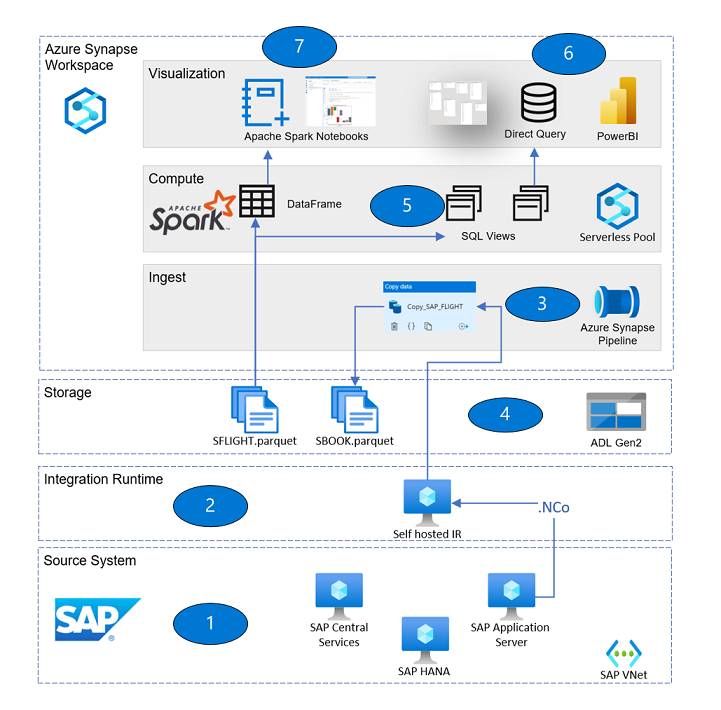 Azure Synapse
Workspace
7
6
Visualization
Apache Spark Notebooks
Direct Query
PowerBI
Compute
APACHE
Spark
TM
DataFrame
5
SQL Views
Serverless Pool
Ingest
Copy data
Copy_SAP_FLIGHT
{}
3
Azure Synapse
Pipeline
Storage
SFLIGHT.parquet
SBOOK.parquet
4
ADL Gen2
Integration Runtime
2
Self hosted IR
.NCo
Source System
SAP
®
1
SAP Central
Services
SAP HANA
SAP Application
Server
SAP VNet